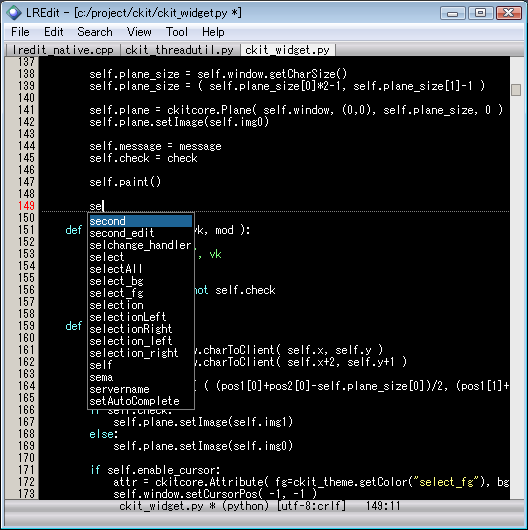 LREdit - [c:/project/ckit/ckit_widget.py *]
File Edit Search View Tool Help
lredit_native.cpp ckit_threadutil.py ckit_widget.py
137
138 self.plane_size = self.window.getCharSize()
139 self.plane_size = ( self.plane_size[0]*2-1, self.plane_size[1]-1 )
140
141 self.plane = ckitcore.Plane( self.window, (0,0), self.plane_size, 0 )
142 self.plane.setImage(self.img0)
143
144 self.message = message
145 self.check = check
146
147 self.paint()
148
149 se
150 second
151 def second_edit vk, mod ):
152 selchange_handler
153 select , vk
154 selectAll
155 select_bg
156 select_fg not self.check
157 selection
158 selectionLeft
159 def selectionRight
160 selection_left
161 selection_right .charToClient( self.x, self.y )
162 self .charToClient( self.x+2, self.y+1 )
163 sema
164 servername ( (pos1[0]+pos2[0]-self.plane_size[0])/2, (pos1[1]+
165 setAutoComplete
166 if self.check:
167 self.plane.setImage(self.img1)
168 else:
169 self.plane.setImage(self.img0)
170
171 if self.enable_cursor:
172 attr = ckitcore.Attribute( fg=ckit_theme.getColor("select_fg"), bg
173 self.window.setCursorPos( -1, -1 )
ckit_widget.py * (python) [utf-8:crlf] 149:11